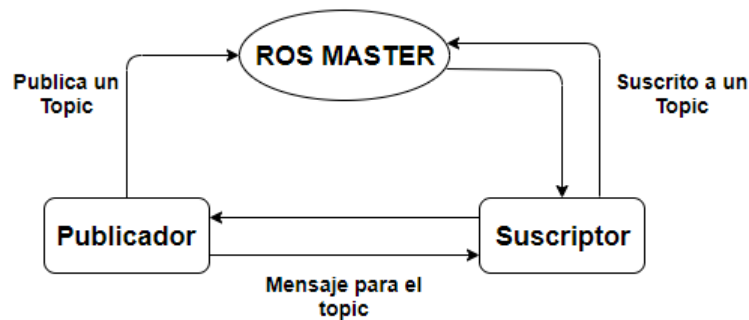 ROS MASTER
Publica un
Topic
Suscrito a un
Topic
Publicador
Suscriptor
Mensaje para el
topic